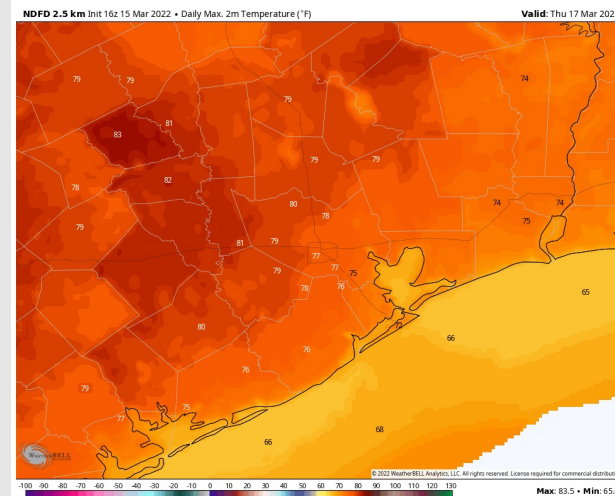 NDFD 2.5 km Init 16z 15 Mar 2022 • Daily Max. 2m Temperature (°F)
Valid: Thu 17 Mar 202
79 79 74
79
81
83
79 79
82
78
80 74 74
78 75
79
81 79
77
79 77 75
78 76
65
80 72
66
76
76
79
75
77
68
66
WeatherBELL
© 2022 WeatherBELL Analytics, LLC. All rights reserved. License required for commercial distribut
-100 -90 -80 -70 -60 -50 -40 -30 -20 -10 0 10 20 30 40 50 60 70 80 90 100 110 120 130
Max: 83.5 • Min: 65.